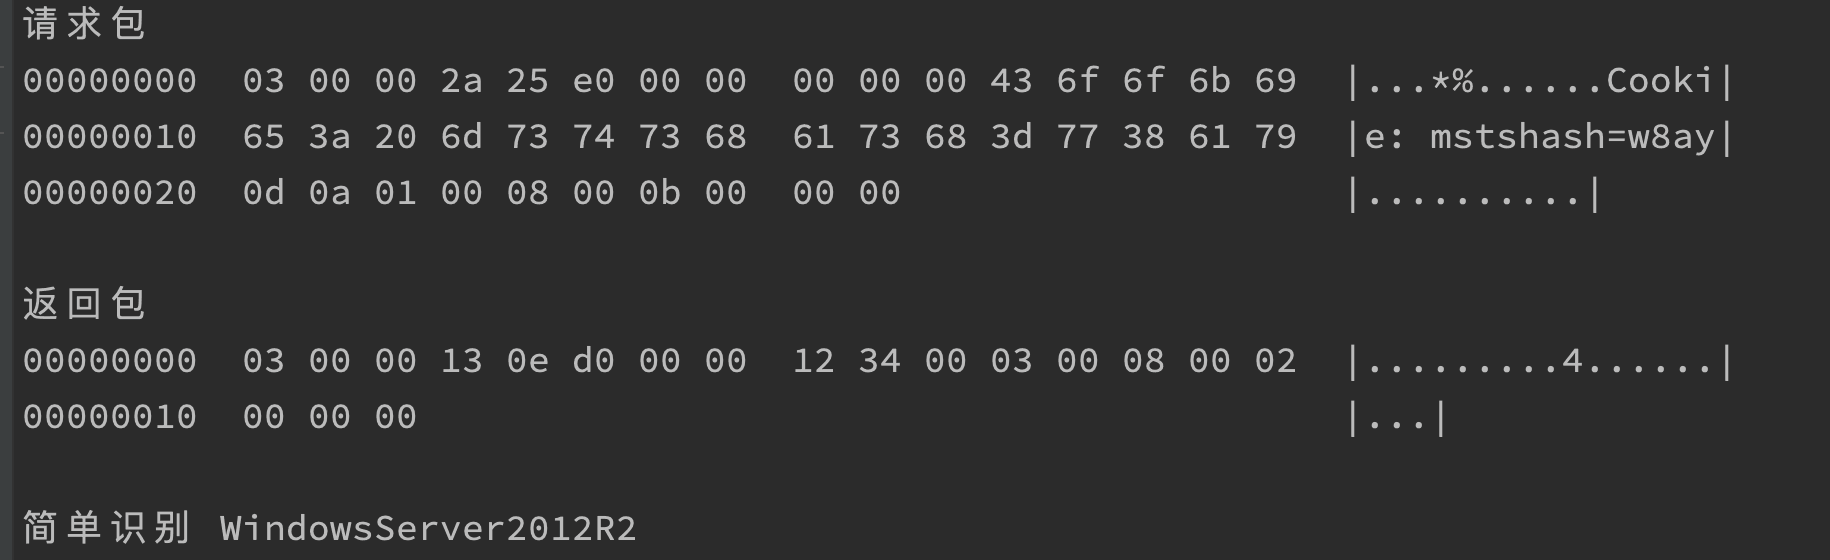 请求包
00000000  03 00 00 2a 25 e0 00 00  00 00 00 43 6f 6f 6b 69  |...*%......Cooki|
00000010  65 3a 20 6d 73 74 73 68  61 73 68 3d 77 38 61 79  |e: mstshash=w8ay|
00000020  0d 0a 01 00 08 00 0b 00  00 00                    |..........|
返回包
00000000  03 00 00 13 0e d0 00 00  12 34 00 03 00 08 00 02  |.........4......|
00000010  00 00 00                                          |...|
简单识别 WindowsServer2012R2